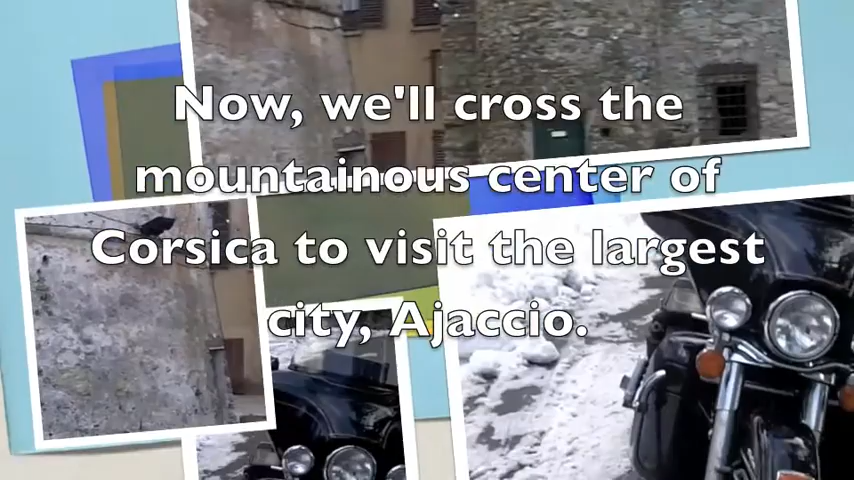 Now, we'll cross the
mountainous center of
Corsica to visit the largest
city, Ajaccio.